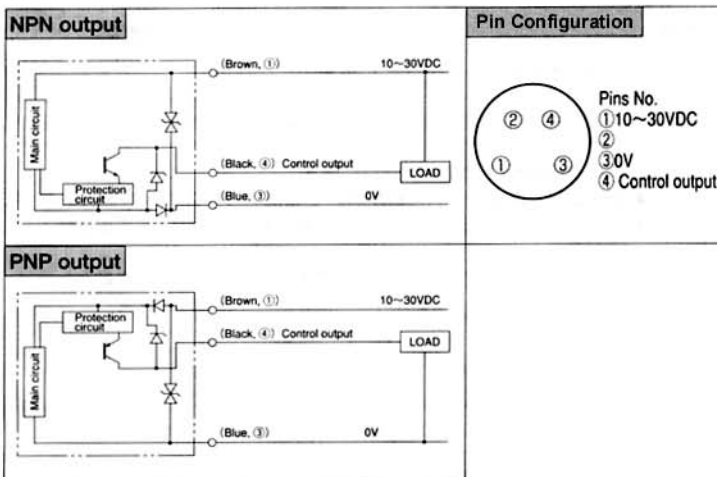 NPN output
(Brown, ①) 10~30VDC
Main circuit
(Black, ④) Control output
LOAD
Protection
circuit
(Blue, ③) 0V
Pin Configuration
② ④
① ③
Pins No.
①10~30VDC
②
③0V
④ Control output
PNP output
(Brown, ①) 10~30VDC
Protection
circuit
(Black, ④) Control output
LOAD
Main circuit
(Blue, ③) 0V